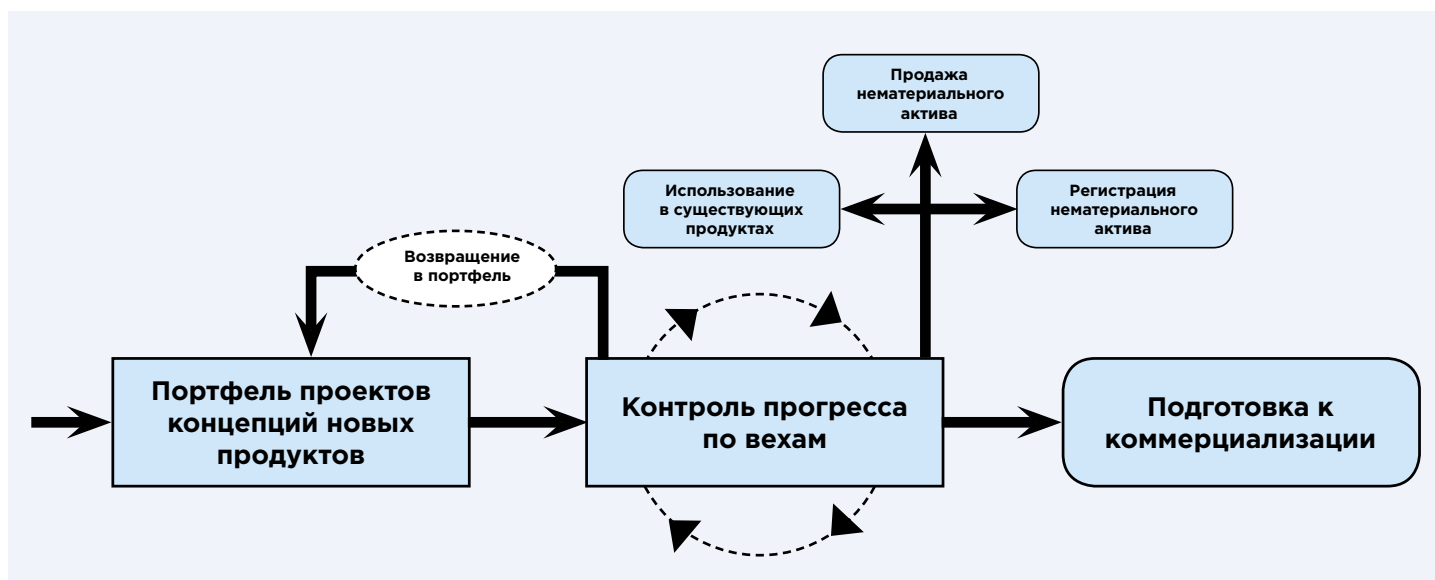 Продажа
нематериального
актива
Использование
в существующих
продуктах
Регистрация
нематериального
актива
Возвращение
в портфель
Портфель проектов
концепций новых
продуктов
Контроль прогресса
по вехам
Подготовка к
коммерциализации